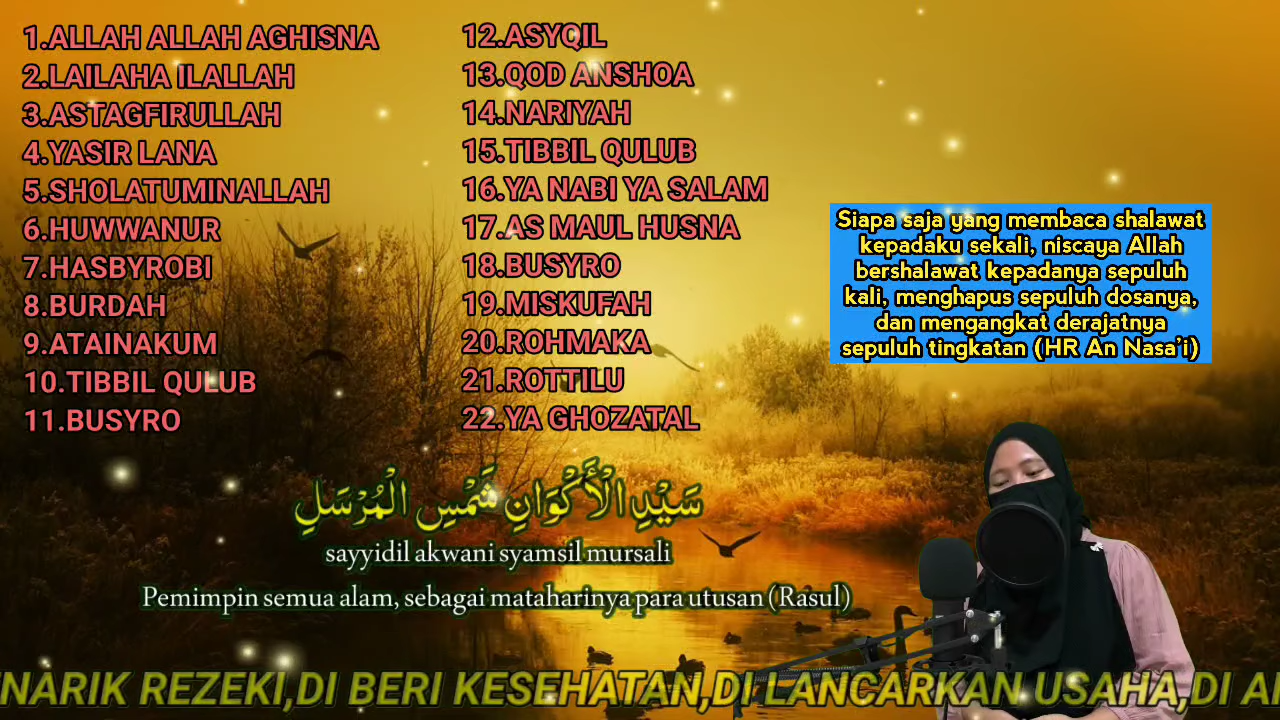 1.ALLAH ALLAH AGHISNA
2.LAILAHA ILALLAH
3.ASTAGFIRULLAH
4.YASIR LANA
5.SHOLATUMINALLAH
6.HUWWANUR
7.HASBYROBI
8.BURDAH
9.ATAINAKUM
10.TIBBIL QULUB
11.BUSYRO
12.ASYQIL
13.QOD ANSHOA
14.NARIYAH
15.TIBBIL QULUB
16.YA NABI YA SALAM
17.AS MAUL HUSNA
18.BUSYRO
19.MISKUFAH
20.ROHMAKA
21.ROTTILU
22.YA GHOZATAL
Siapa saja yang membaca shalawat
kepadaku sekali, niscaya Allah
bershalawat kepadanya sepuluh
kali, menghapus sepuluh dosanya,
dan mengangkat derajatnya
sepuluh tingkatan (HR An Nasa'i)
سَيِّدِ الْأَكْوَانِ شَمْسِ الْمُرْسَلِ
sayyidil akwani syamsil mursali
Pemimpin semua alam, sebagai mataharinya para utusan (Rasul)
NARIK REZEKI,DI BERI KESEHATAN,DI LANCARKAN USAHA,DI